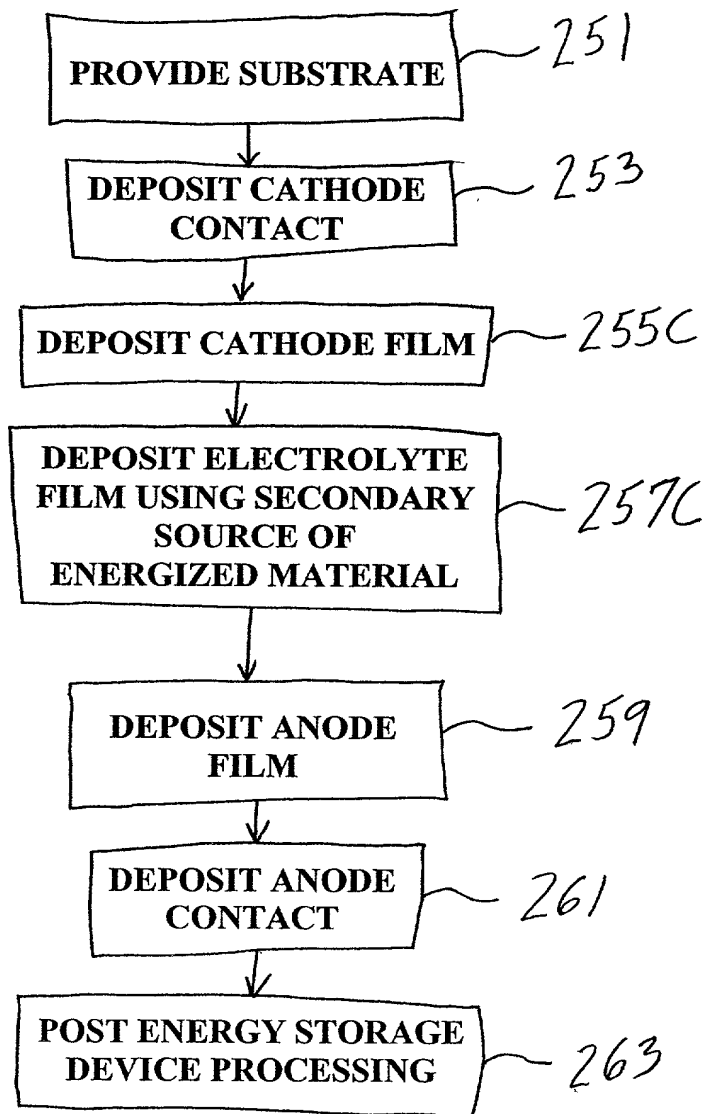 PROVIDE SUBSTRATE
251
DEPOSIT CATHODE
CONTACT
253
DEPOSIT CATHODE FILM
255C
DEPOSIT ELECTROLYTE
FILM USING SECONDARY
SOURCE OF
ENERGIZED MATERIAL
257C
DEPOSIT ANODE
FILM
259
DEPOSIT ANODE
CONTACT
261
POST ENERGY STORAGE
DEVICE PROCESSING
263